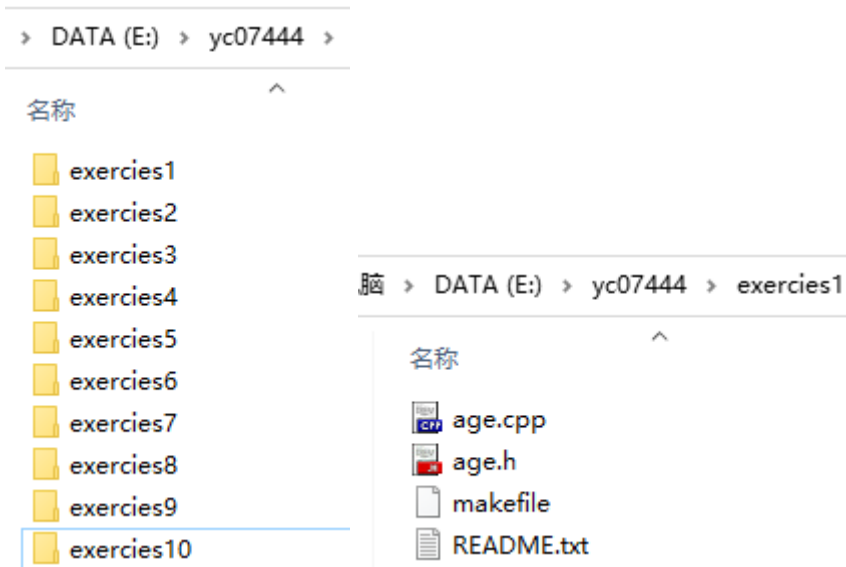 > DATA (E:) > yc07444 >
名称
exercies1
exercies2
exercies3
exercies4
exercies5
exercies6
exercies7
exercies8
exercies9
exercies10
脑 > DATA (E:) > yc07444 > exercies1
名称
age.cpp
age.h
makefile
README.txt